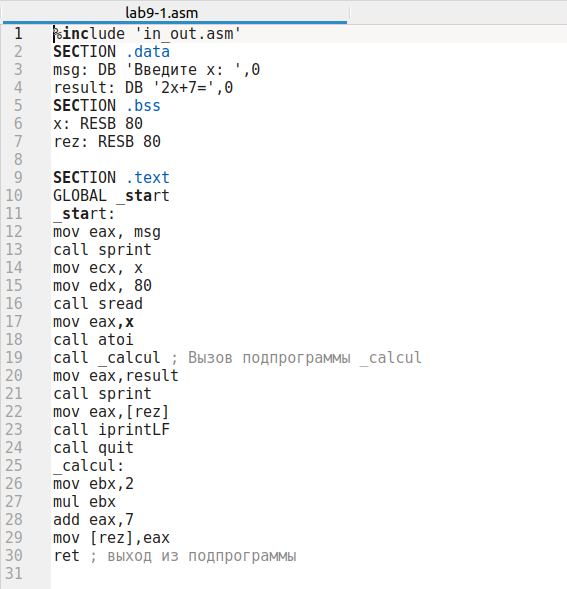 lab9-1.asm
1 %include 'in_out.asm'
2 SECTION .data
3 msg: DB 'Введите x: ',0
4 result: DB '2x+7=',0
5 SECTION .bss
6 x: RESB 80
7 rez: RESB 80
8
9 SECTION .text
10 GLOBAL _start
11 _start:
12 mov eax, msg
13 call sprint
14 mov ecx, x
15 mov edx, 80
16 call sread
17 mov eax,x
18 call atoi
19 call _calcul ; Вызов подпрограммы _calcul
20 mov eax,result
21 call sprint
22 mov eax,[rez]
23 call iprintLF
24 call quit
25 _calcul:
26 mov ebx,2
27 mul ebx
28 add eax,7
29 mov [rez],eax
30 ret ; выход из подпрограммы
31